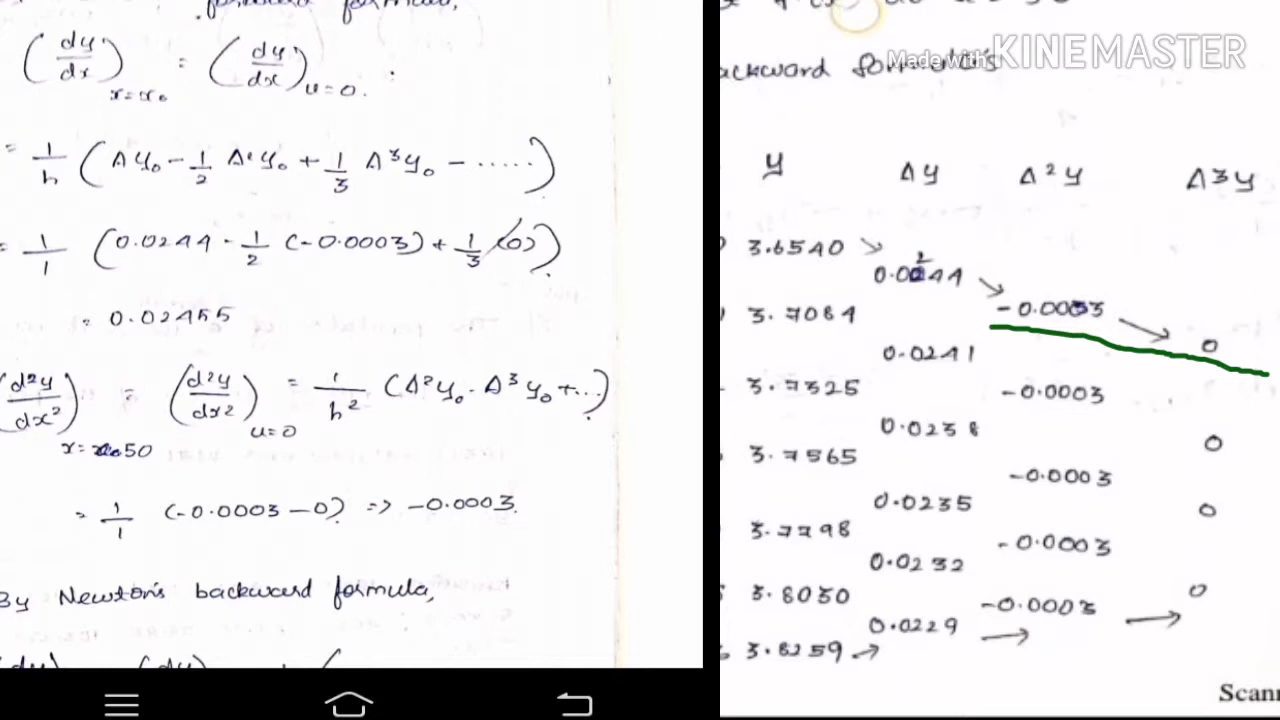 (dy/dx) x=x₀ = (dy/dx) u=0.
= 1/h (Δy₀ - 1/2 Δ²y₀ + 1/3 Δ³y₀ - ......)
= 1/1 (0.0244 - 1/2 (-0.0003) + 1/3 (0))
= 0.02455
(d²y/dx²) x=50 = (d²y/dx²) u=0 = 1/h² (Δ²y₀ - Δ³y₀ + ...)
= 1/1 (-0.0003 - 0) => -0.0003.
By Newton's backward formula,
Made with KINEMASTER
ackward formula's
y Δy Δ²y Δ3y
3.6540
0.0244
-0.0003
3.7084
0
0.0241
3.7325
-0.0003
0.0238
0
3.7565
-0.0003
0.0235
0
3.7798
-0.0003
0.0232
0
3.8030
-0.0003
0.0229
3.8259
Scann